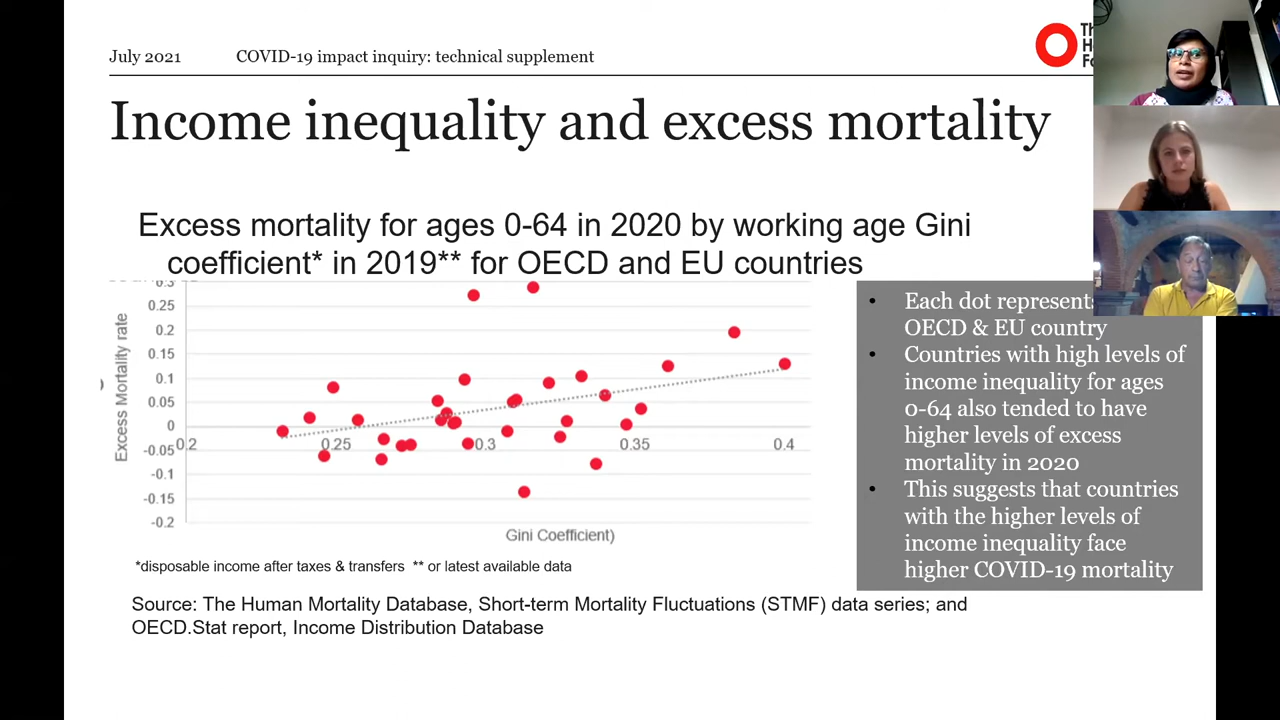 July 2021 COVID-19 impact inquiry: technical supplement
Income inequality and excess mortality
Excess mortality for ages 0-64 in 2020 by working age Gini
coefficient* in 2019** for OECD and EU countries
Excess Mortality rate
0.3
0.25
0.2
0.15
0.1
0.05
0
-0.05
-0.1
-0.15
-0.2
0.2 0.25 0.3 0.35 0.4
Gini Coefficient)
• Each dot represents
OECD & EU country
• Countries with high levels of
income inequality for ages
0-64 also tended to have
higher levels of excess
mortality in 2020
• This suggests that countries
with the higher levels of
income inequality face
higher COVID-19 mortality
*disposable income after taxes & transfers ** or latest available data
Source: The Human Mortality Database, Short-term Mortality Fluctuations (STMF) data series; and
OECD.Stat report, Income Distribution Database